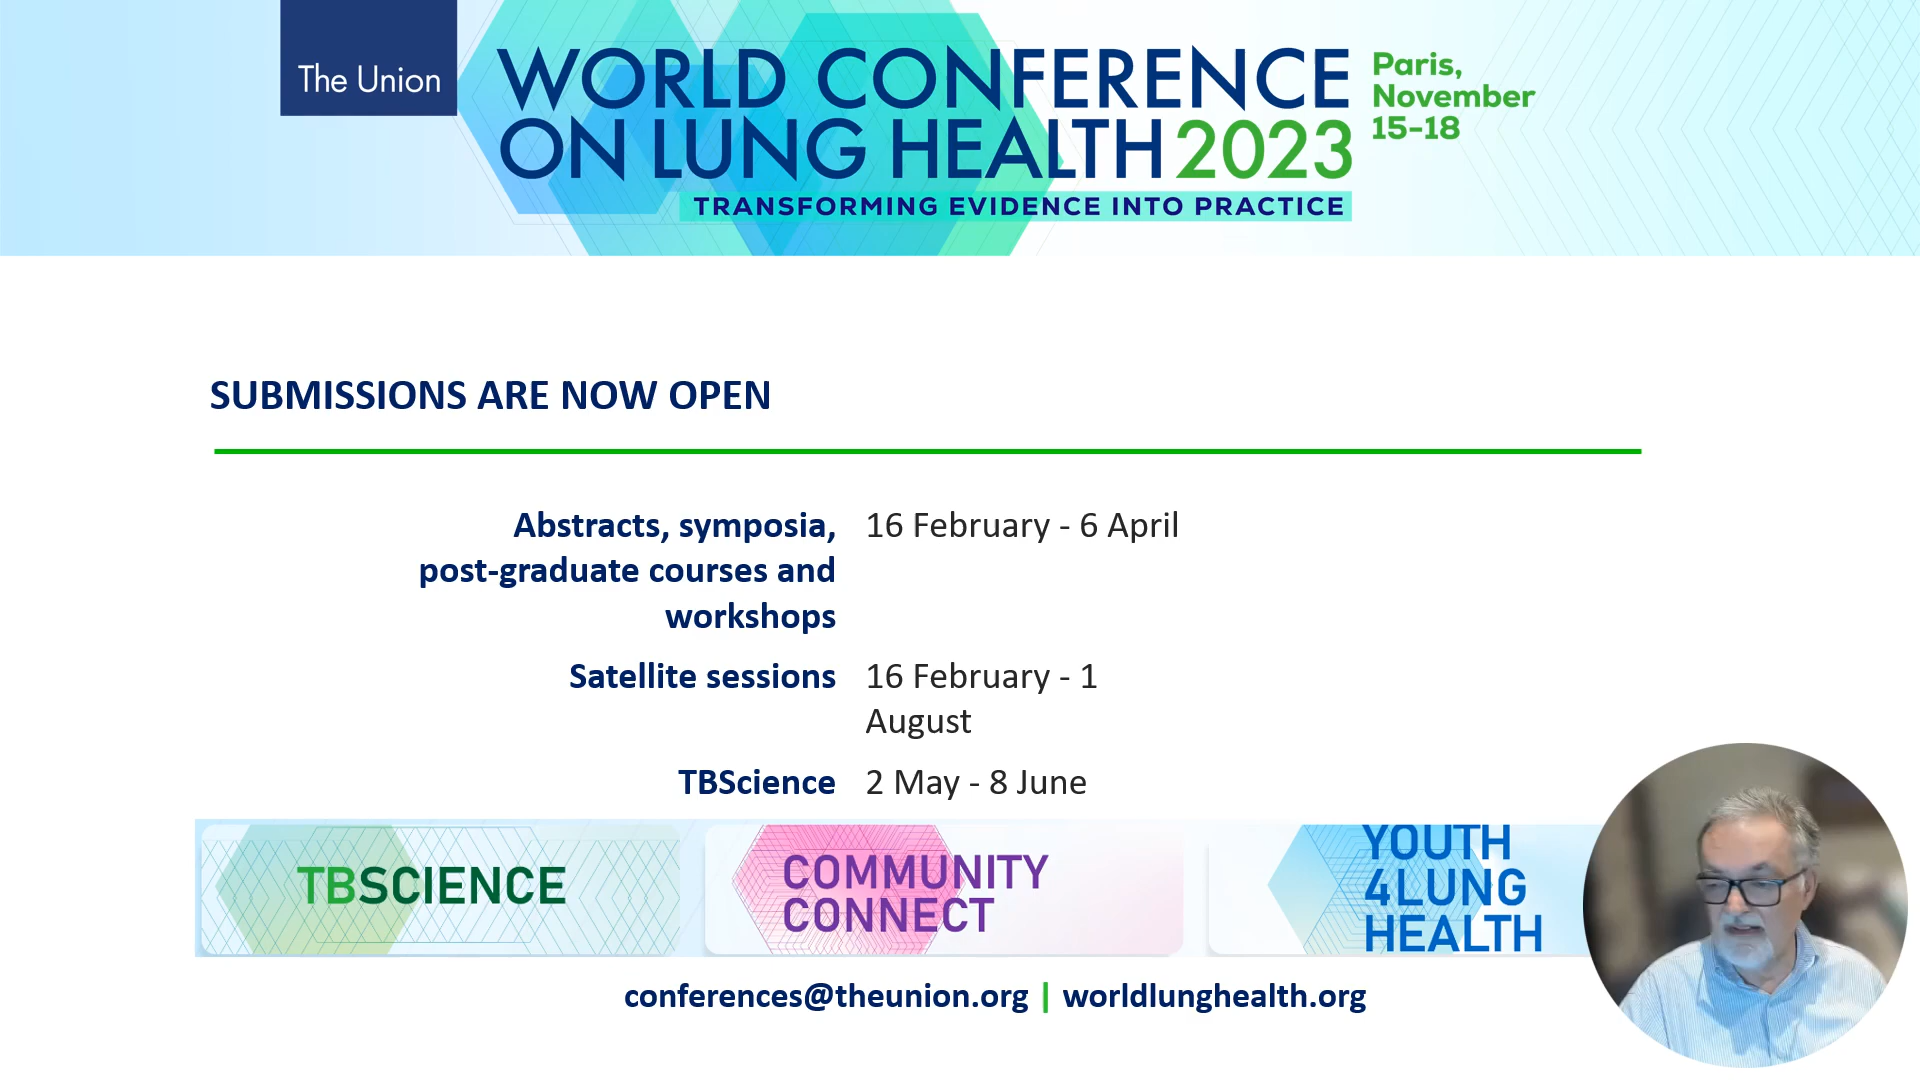 The Union
WORLD CONFERENCE
ON LUNG HEALTH 2023
TRANSFORMING EVIDENCE INTO PRACTICE
Paris,
November
15-18
SUBMISSIONS ARE NOW OPEN
Abstracts, symposia, 16 February - 6 April
post-graduate courses and
workshops
Satellite sessions 16 February - 1
August
TBScience 2 May - 8 June
TBSCIENCE
COMMUNITY
CONNECT
YOUTH
4LUNG
HEALTH
conferences@theunion.org | worldlunghealth.org